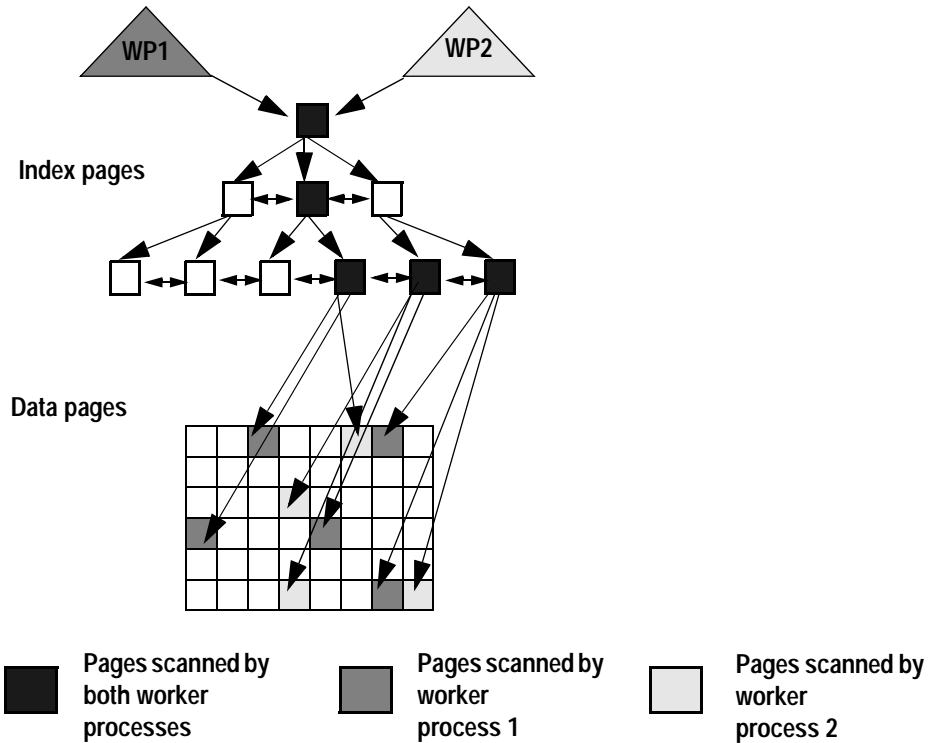 WP1
WP2
Index pages
Data pages
Pages scanned by
both worker
processes
Pages scanned by
worker
process 1
Pages scanned by
worker
process 2